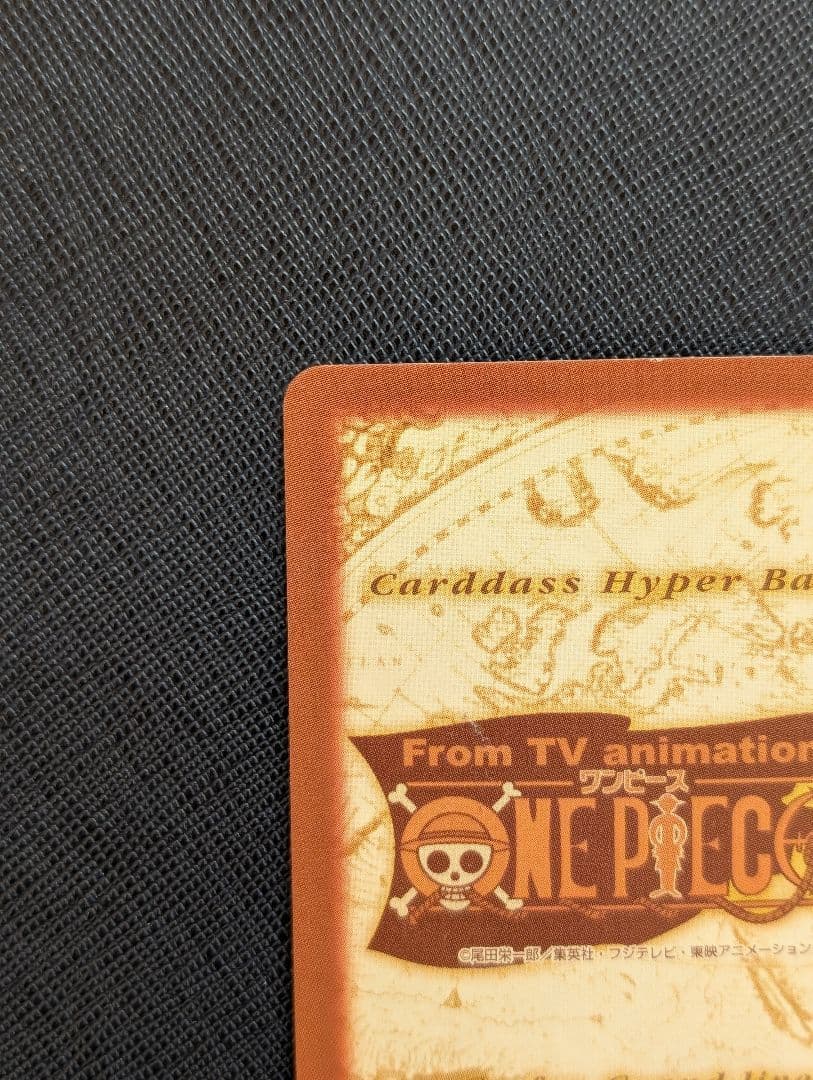 Carddass Hyper Ba
From TV animation
ワンピース
ONE PIEC
©尾田栄一郎／集英社・フジテレビ・東映アニメーション